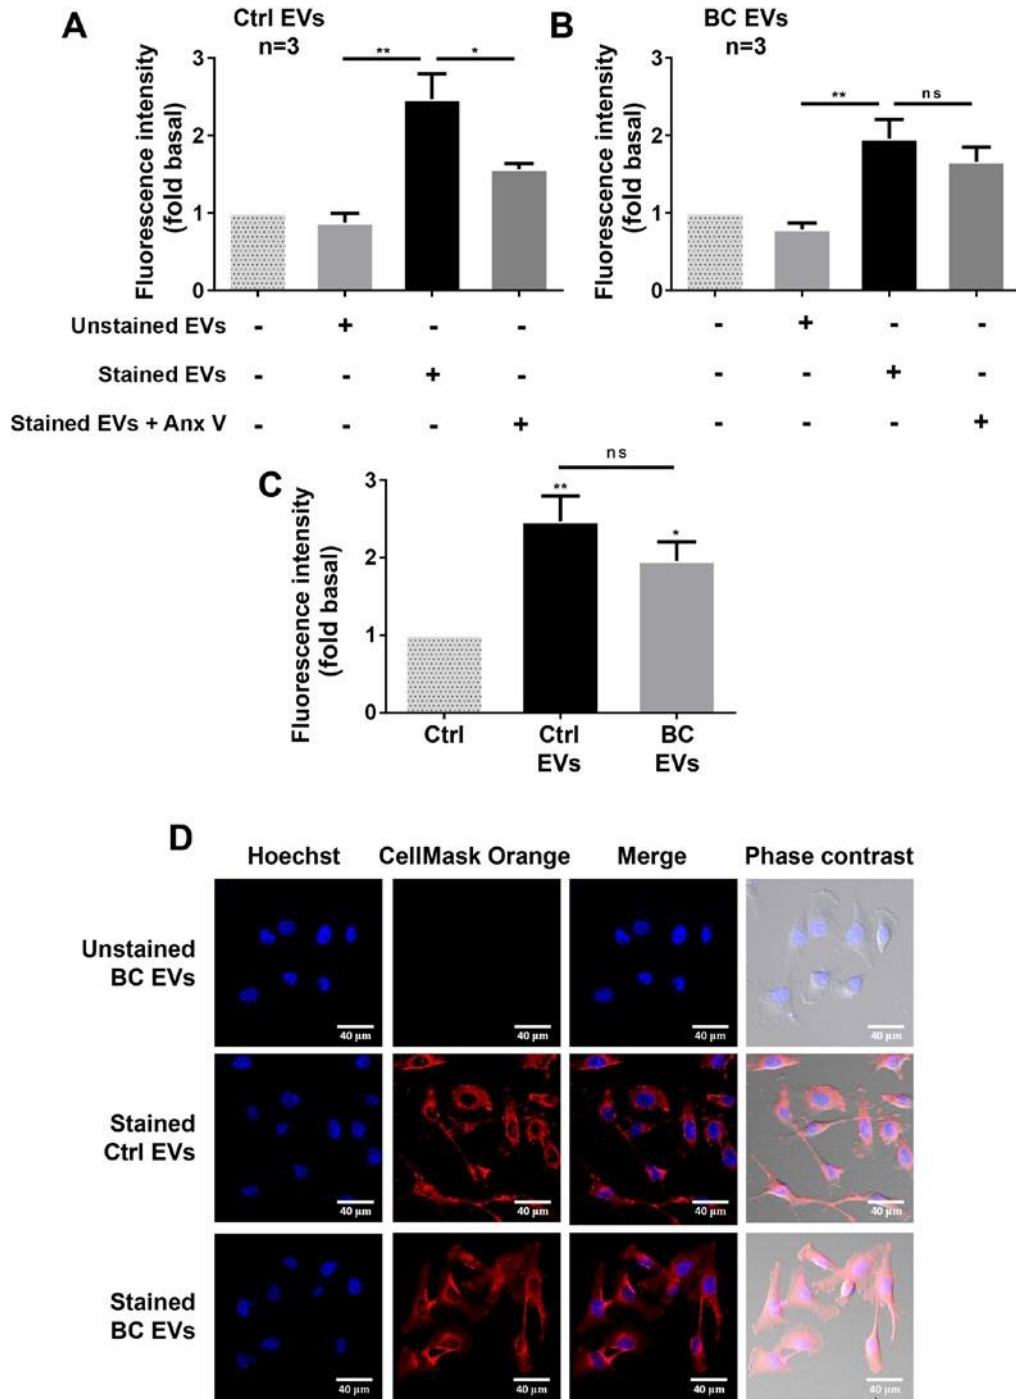 A
Ctrl EVs
n=3
Fluorescence intensity
(fold basal)
3
2
1
0
**
*
B
BC EVs
n=3
Fluorescence intensity
(fold basal)
3
2
1
0
**
ns
Unstained EVs - + - - - + - -
Stained EVs - - + - - - + -
Stained EVs + Anx V - - - + - - - +
C
Fluorescence intensity
(fold basal)
3
2
1
0
ns
**
*
Ctrl
Ctrl
EVs
BC
EVs
D
Hoechst CellMask Orange Merge Phase contrast
Unstained
BC EVs
40 µm 40 µm 40 µm 40 µm
Stained
Ctrl EVs
40 µm 40 µm 40 µm 40 µm
Stained
BC EVs
40 µm 40 µm 40 µm 40 µm